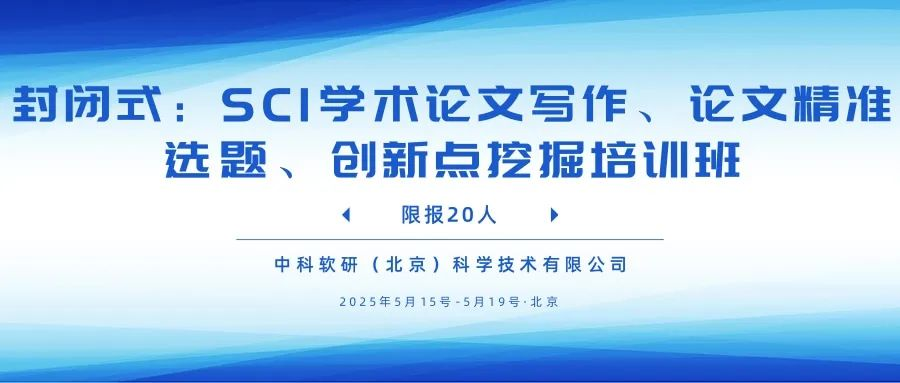 封闭式：SCI学术论文写作、论文精准
选题、创新点挖掘培训班
限报20人
中科软研（北京）科学技术有限公司
2025年5月15号-5月19号·北京